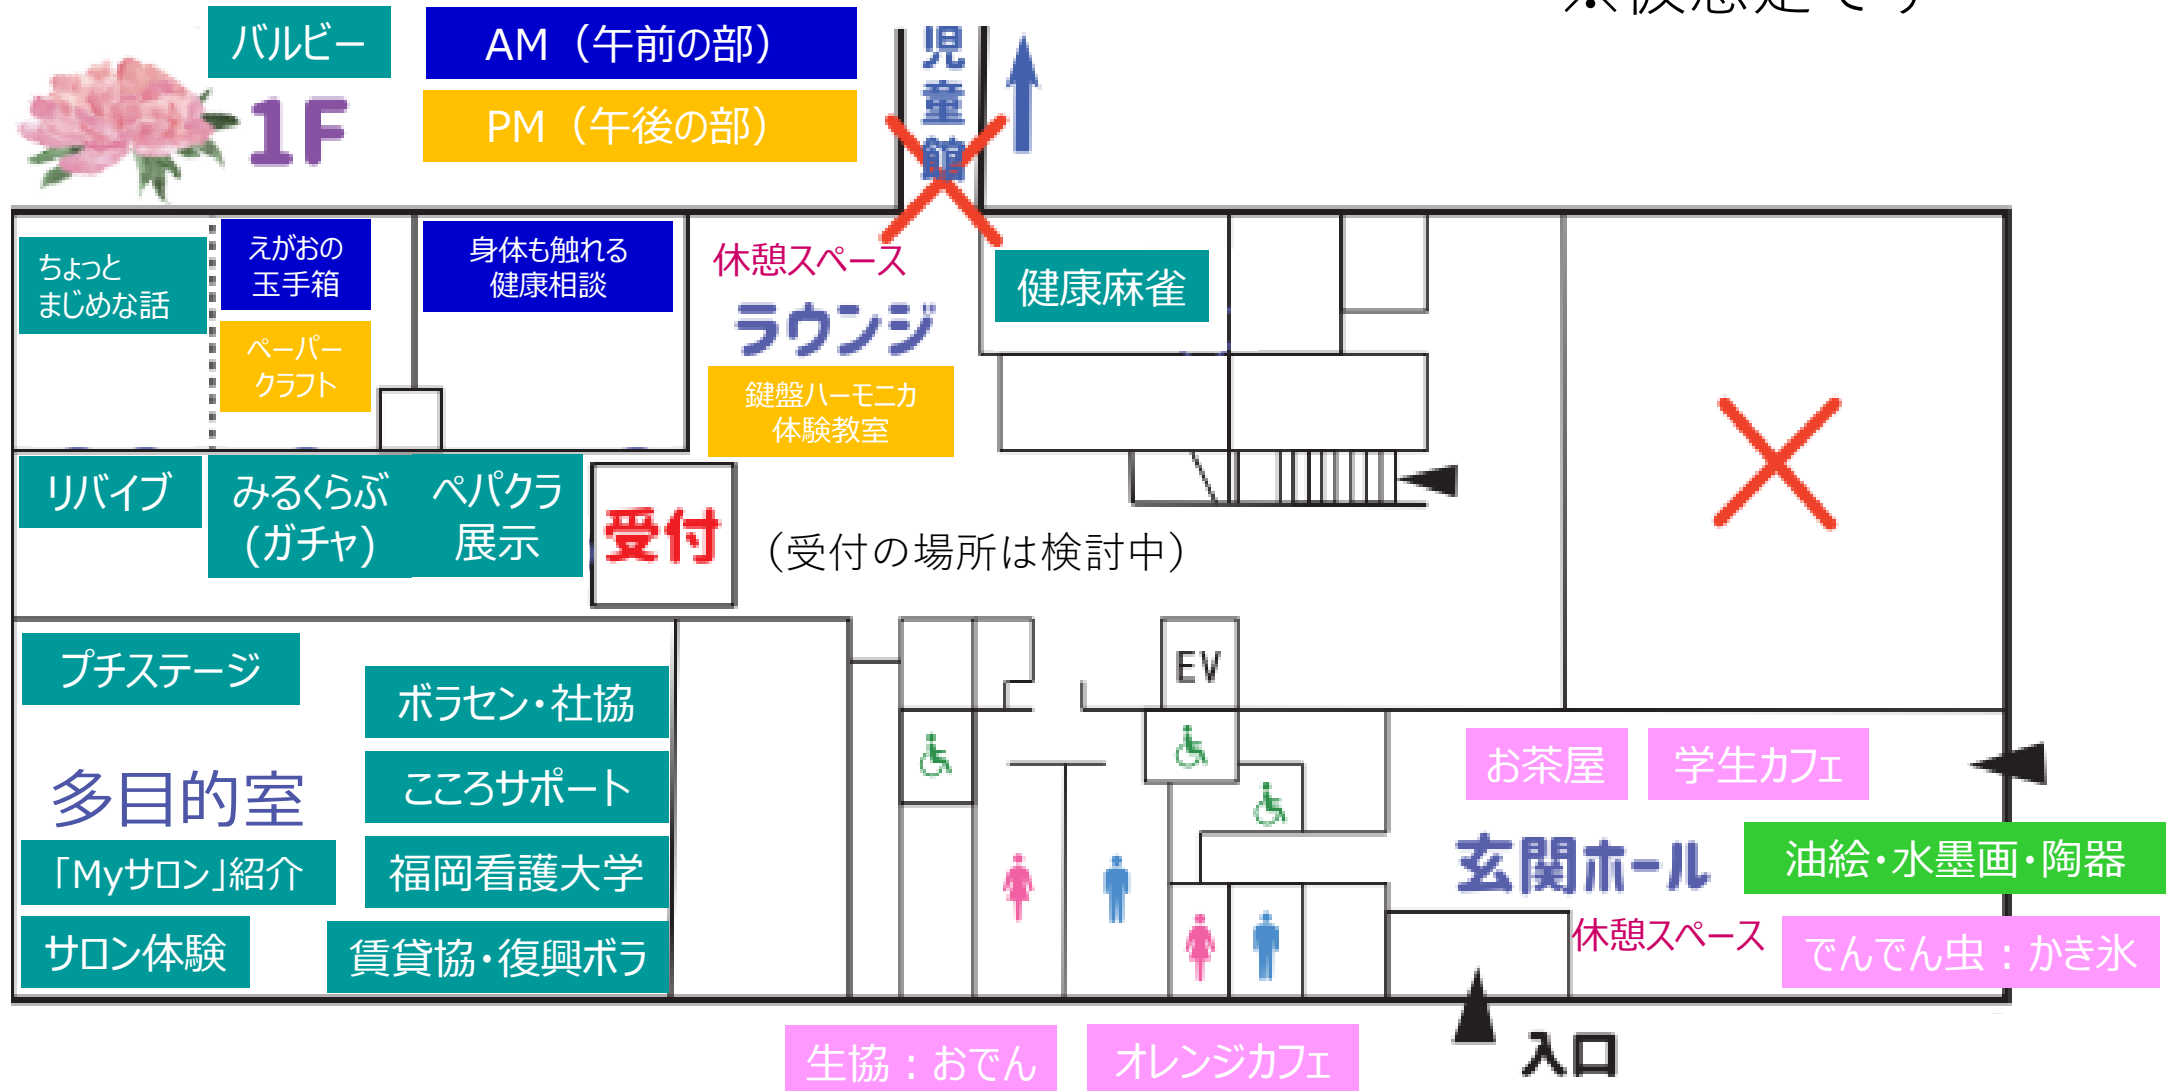 ※仮想定です
バルビー
AM（午前の部）
PM（午後の部）
1F
児童館
ちょっと
まじめな話
えがおの
玉手箱
ペーパー
クラフト
身体も触れる
健康相談
休憩スペース
ラウンジ
鍵盤ハーモニカ
体験教室
健康麻雀
リバイブ
みるくらぶ
(ガチャ)
ペパクラ
展示
受付
（受付の場所は検討中）
プチステージ
ボラセン・社協
こころサポート
多目的室
「Myサロン」紹介
福岡看護大学
サロン体験
賃貸協・復興ボラ
EV
お茶屋
学生カフェ
玄関ホール
油絵・水墨画・陶器
休憩スペース
でんでん虫：かき氷
生協：おでん
オレンジカフェ
入口